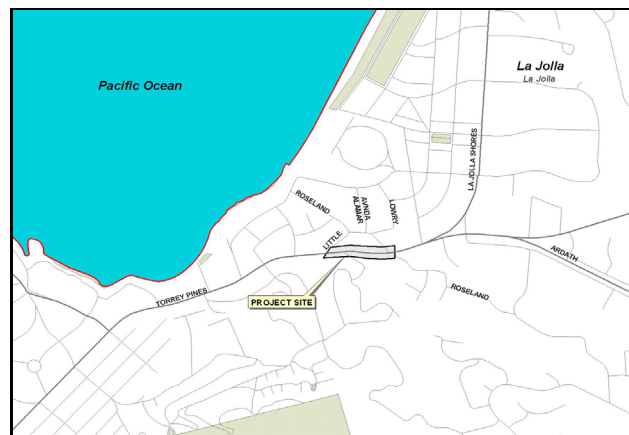 La Jolla
La Jolla
Pacific Ocean
LA JOLLA SHORES
ROSELAND
AVNDA
ALAMAR
LOWRY
LITTLE
ARDATH
ROSELAND
TORREY PINES
PROJECT SITE